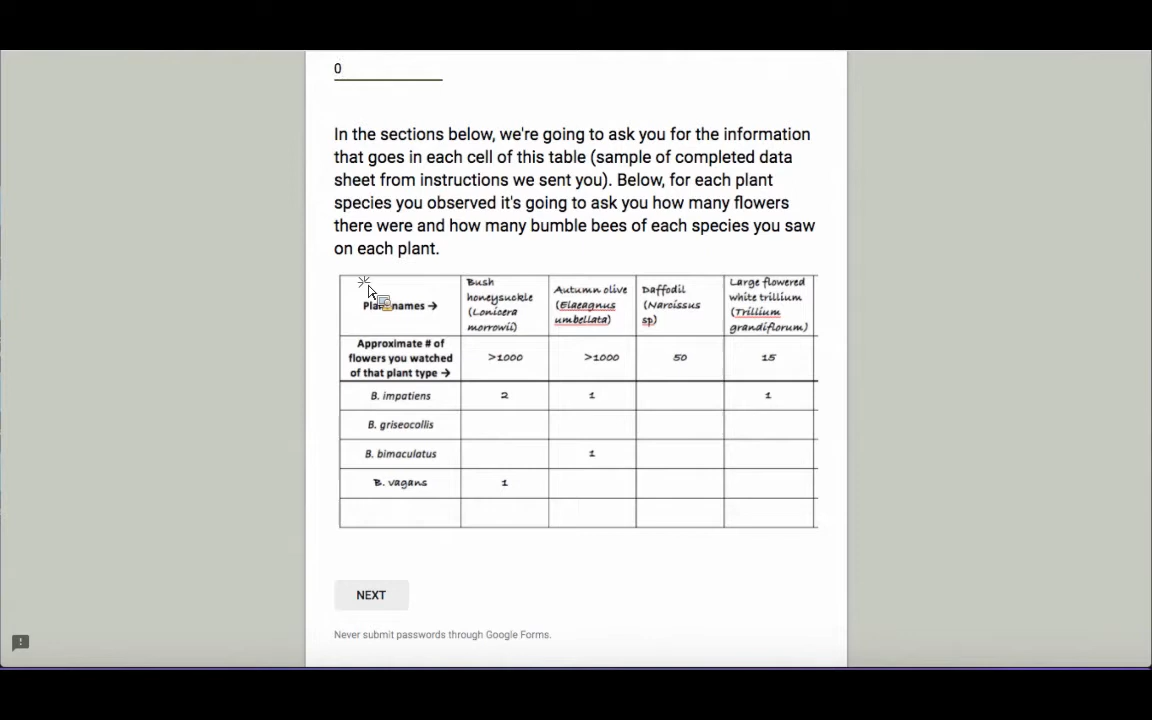 0
In the sections below, we're going to ask you for the information
that goes in each cell of this table (sample of completed data
sheet from instructions we sent you). Below, for each plant
species you observed it's going to ask you how many flowers
there were and how many bumble bees of each species you saw
on each plant.
names →
Bush
honeysuckle
(Lonicera
morrowii)
Autumn olive
(Elaeagnus
umbellata)
Daffodil
(Narcissus
sp)
Large flowered
white trillium
(Trillium
grandiflorum)
Approximate # of
flowers you watched
of that plant type →
>1000
>1000
50
15
B. impatiens
2
1
1
B. griseocollis
B. bimaculatus
1
B. vagans
1
NEXT
Never submit passwords through Google Forms.
!